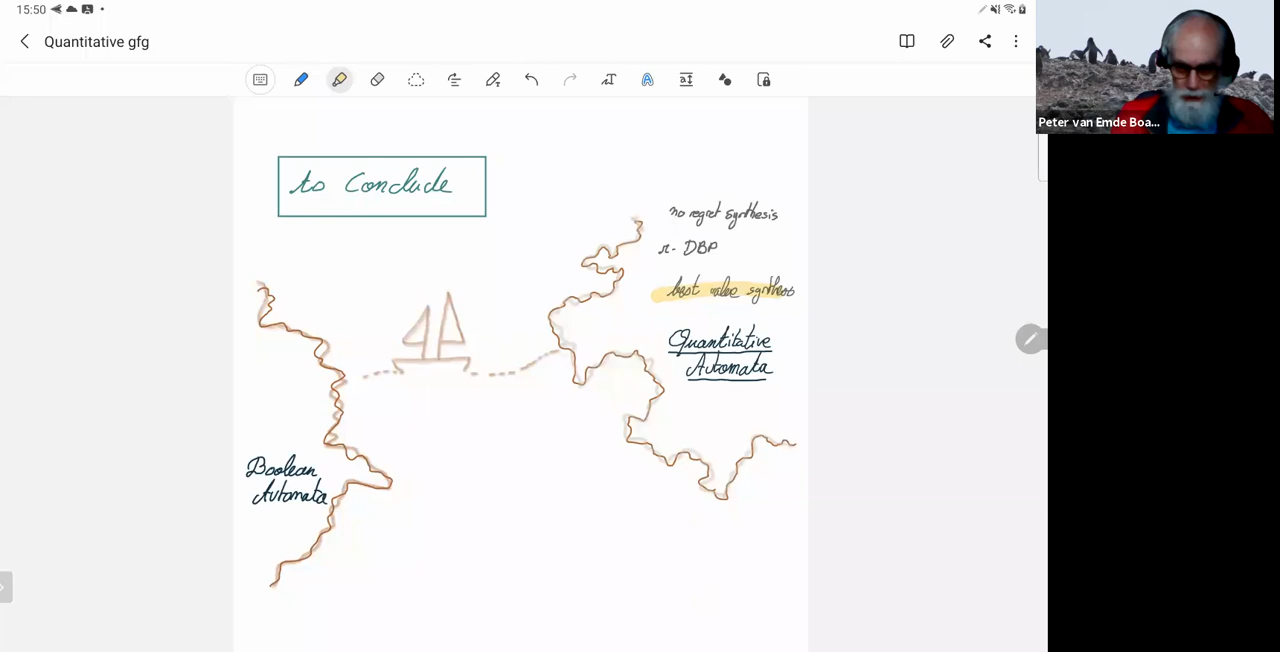 15:50
Quantitative gfg
Peter van Emde Boa...
to Conclude
no regret synthesis
r- DBP
best value synthesis
Quantitative
Automata
Boolean
Automata